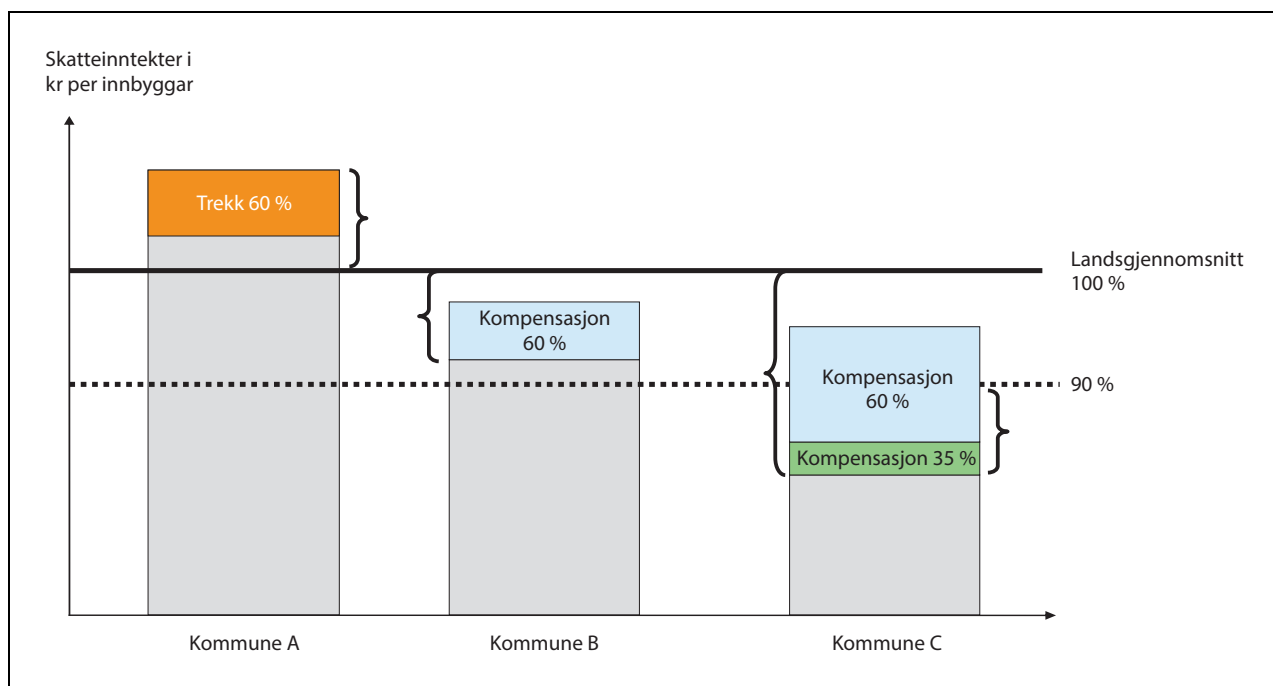 Skatteinntekter i
kr per innbyggar
Trekk 60 %
Landsgjennomsnitt
100 %
Kompensasjon
60 %
90 %
Kompensasjon
60 %
Kompensasjon 35 %
Kommune A
Kommune B
Kommune C